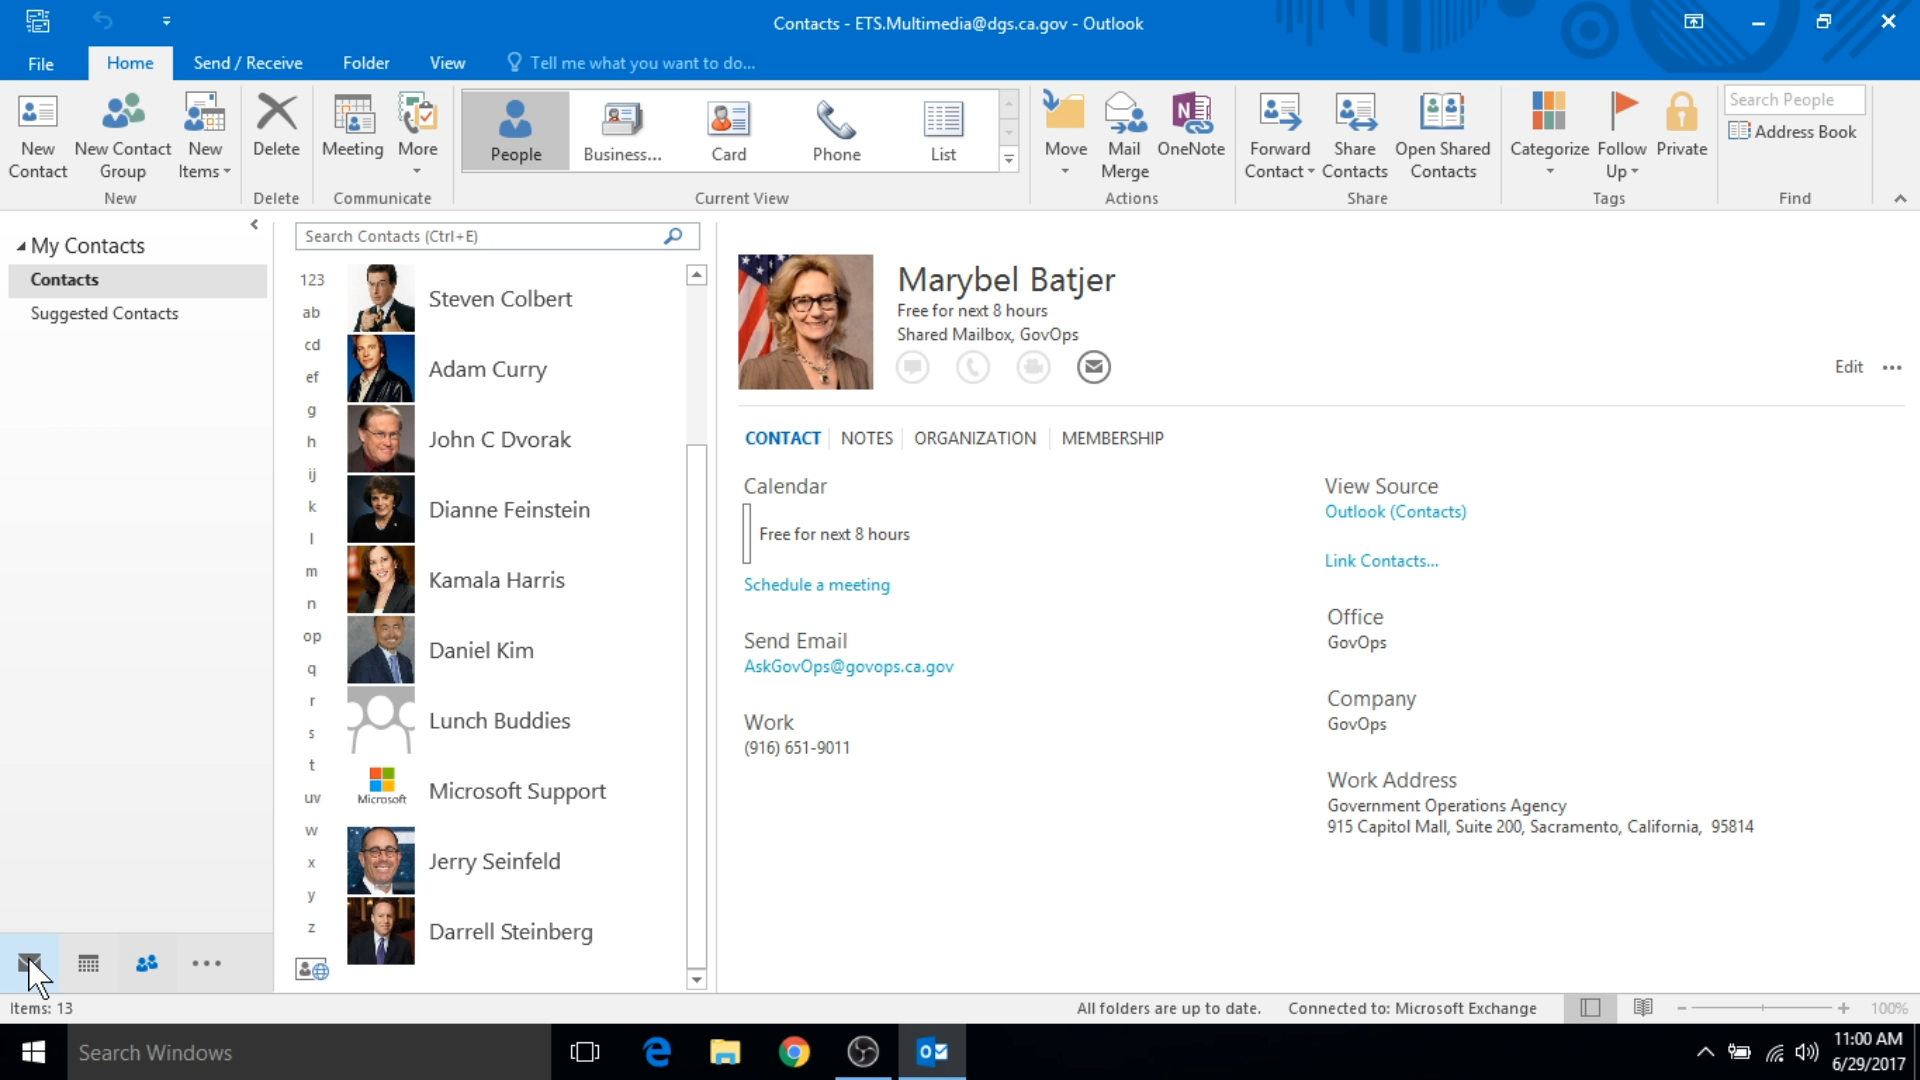 Contacts - ETS.Multimedia@dgs.ca.gov - Outlook
File Home Send / Receive Folder View Tell me what you want to do...
New Contact
New Contact Group
New Items
New
Delete
Delete
Meeting
More
Communicate
People
Business...
Card
Phone
List
Current View
Move
Mail Merge
OneNote
Actions
Forward Contact
Share Contacts
Open Shared Contacts
Share
Categorize
Follow Up
Private
Tags
Search People
Address Book
Find
My Contacts
Contacts
Suggested Contacts
Search Contacts (Ctrl+E)
123
ab
cd
ef
g
h
ij
k
l
m
n
op
q
r
s
t
uv
w
x
y
z
Steven Colbert
Adam Curry
John C Dvorak
Dianne Feinstein
Kamala Harris
Daniel Kim
Lunch Buddies
Microsoft
Microsoft Support
Jerry Seinfeld
Darrell Steinberg
Marybel Batjer
Free for next 8 hours
Shared Mailbox, GovOps
Edit
CONTACT NOTES ORGANIZATION MEMBERSHIP
Calendar
Free for next 8 hours
Schedule a meeting
Send Email
AskGovOps@govops.ca.gov
Work
(916) 651-9011
View Source
Outlook (Contacts)
Link Contacts...
Office
GovOps
Company
GovOps
Work Address
Government Operations Agency
915 Capitol Mall, Suite 200, Sacramento, California, 95814
Items: 13
All folders are up to date. Connected to: Microsoft Exchange 100%
Search Windows
11:00 AM
6/29/2017